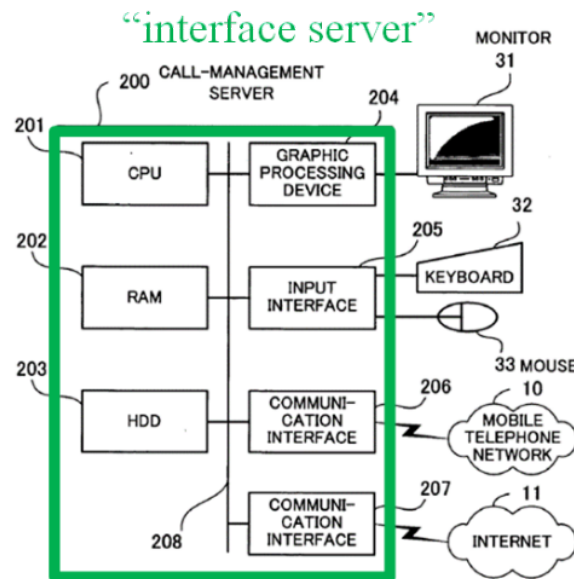 “interface server”
MONITOR
31
200 CALL-MANAGEMENT
SERVER
201
204
CPU
GRAPHIC
PROCESSING
DEVICE
202
205
32
RAM
INPUT
INTERFACE
KEYBOARD
203
33 MOUSE
206
10
HDD
COMMUNI-
CATION
INTERFACE
MOBILE
TELEPHONE
NETWORK
207
11
208
COMMUNI-
CATION
INTERFACE
INTERNET